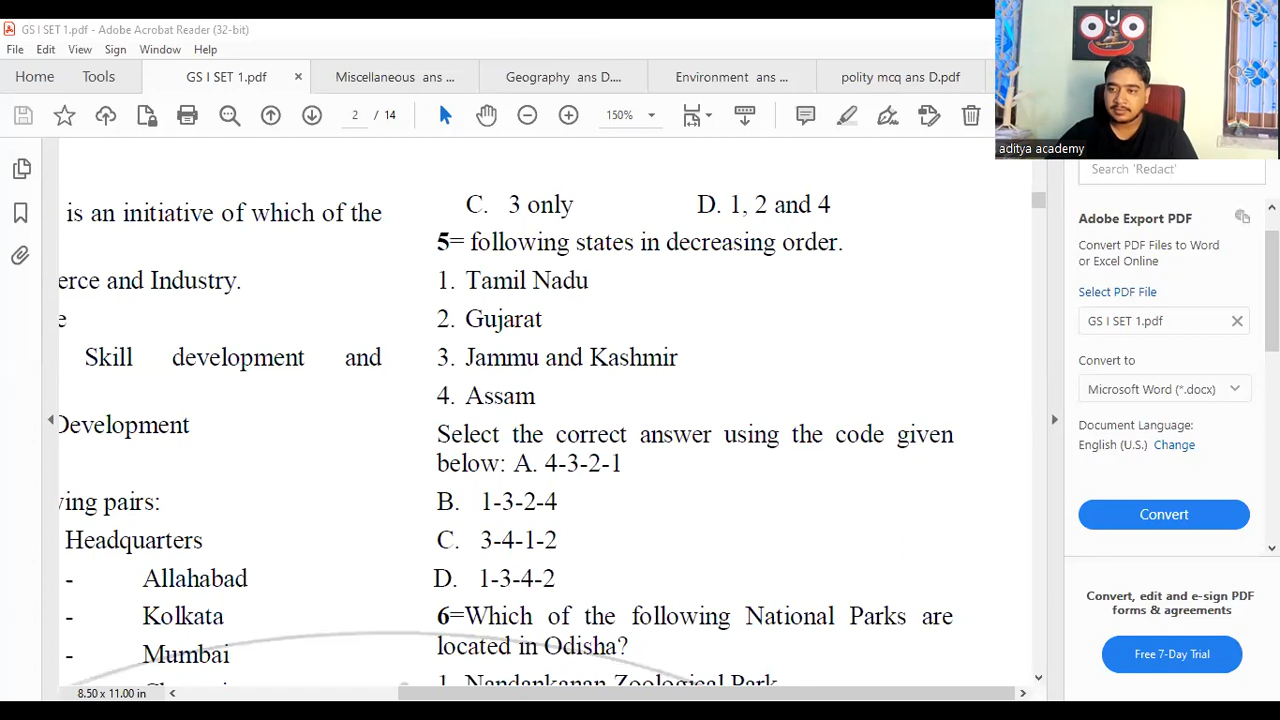 GS I SET 1.pdf - Adobe Acrobat Reader (32-bit)
File Edit View Sign Window Help
Home Tools GS I SET 1.pdf × Miscellaneous ans ... Geography ans D.... Environment ans ... polity mcq ans D.pdf
2 / 14 150%
aditya academy
is an initiative of which of the
erce and Industry.
e
Skill development and
Development
ving pairs:
Headquarters
- Allahabad
- Kolkata
- Mumbai
C. 3 only D. 1, 2 and 4
5= following states in decreasing order.
1. Tamil Nadu
2. Gujarat
3. Jammu and Kashmir
4. Assam
Select the correct answer using the code given
below: A. 4-3-2-1
B. 1-3-2-4
C. 3-4-1-2
D. 1-3-4-2
6=Which of the following National Parks are
located in Odisha?
1. Nandankanan Zoological Park
8.50 x 11.00 in
Search 'Redact'
Adobe Export PDF
Convert PDF Files to Word
or Excel Online
Select PDF File
GS I SET 1.pdf
Convert to
Microsoft Word (*.docx)
Document Language:
English (U.S.) Change
Convert
Convert, edit and e-sign PDF
forms & agreements
Free 7-Day Trial